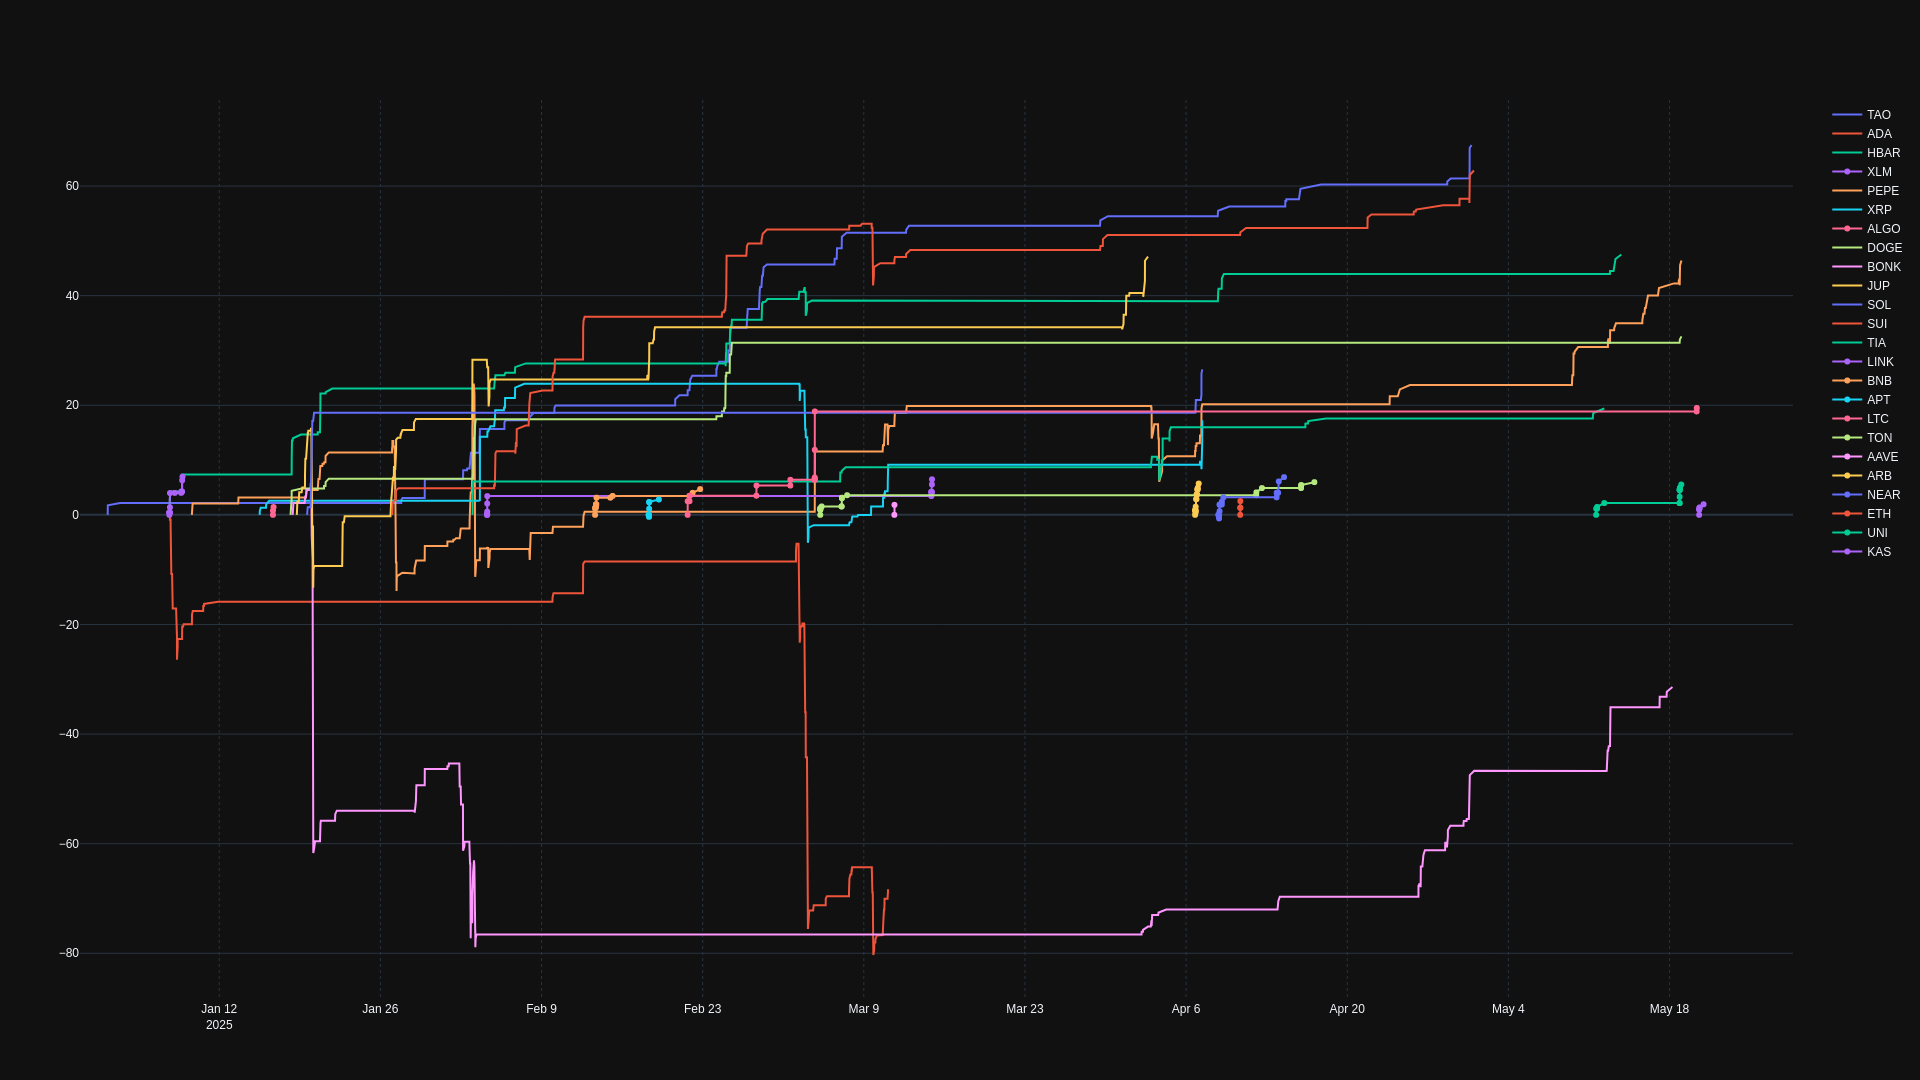 60
40
20
0
−20
−40
−60
−80
Jan 12
2025
Jan 26
Feb 9
Feb 23
Mar 9
Mar 23
Apr 6
Apr 20
May 4
May 18
TAO
ADA
HBAR
XLM
PEPE
XRP
ALGO
DOGE
BONK
JUP
SOL
SUI
TIA
LINK
BNB
APT
LTC
TON
AAVE
ARB
NEAR
ETH
UNI
KAS